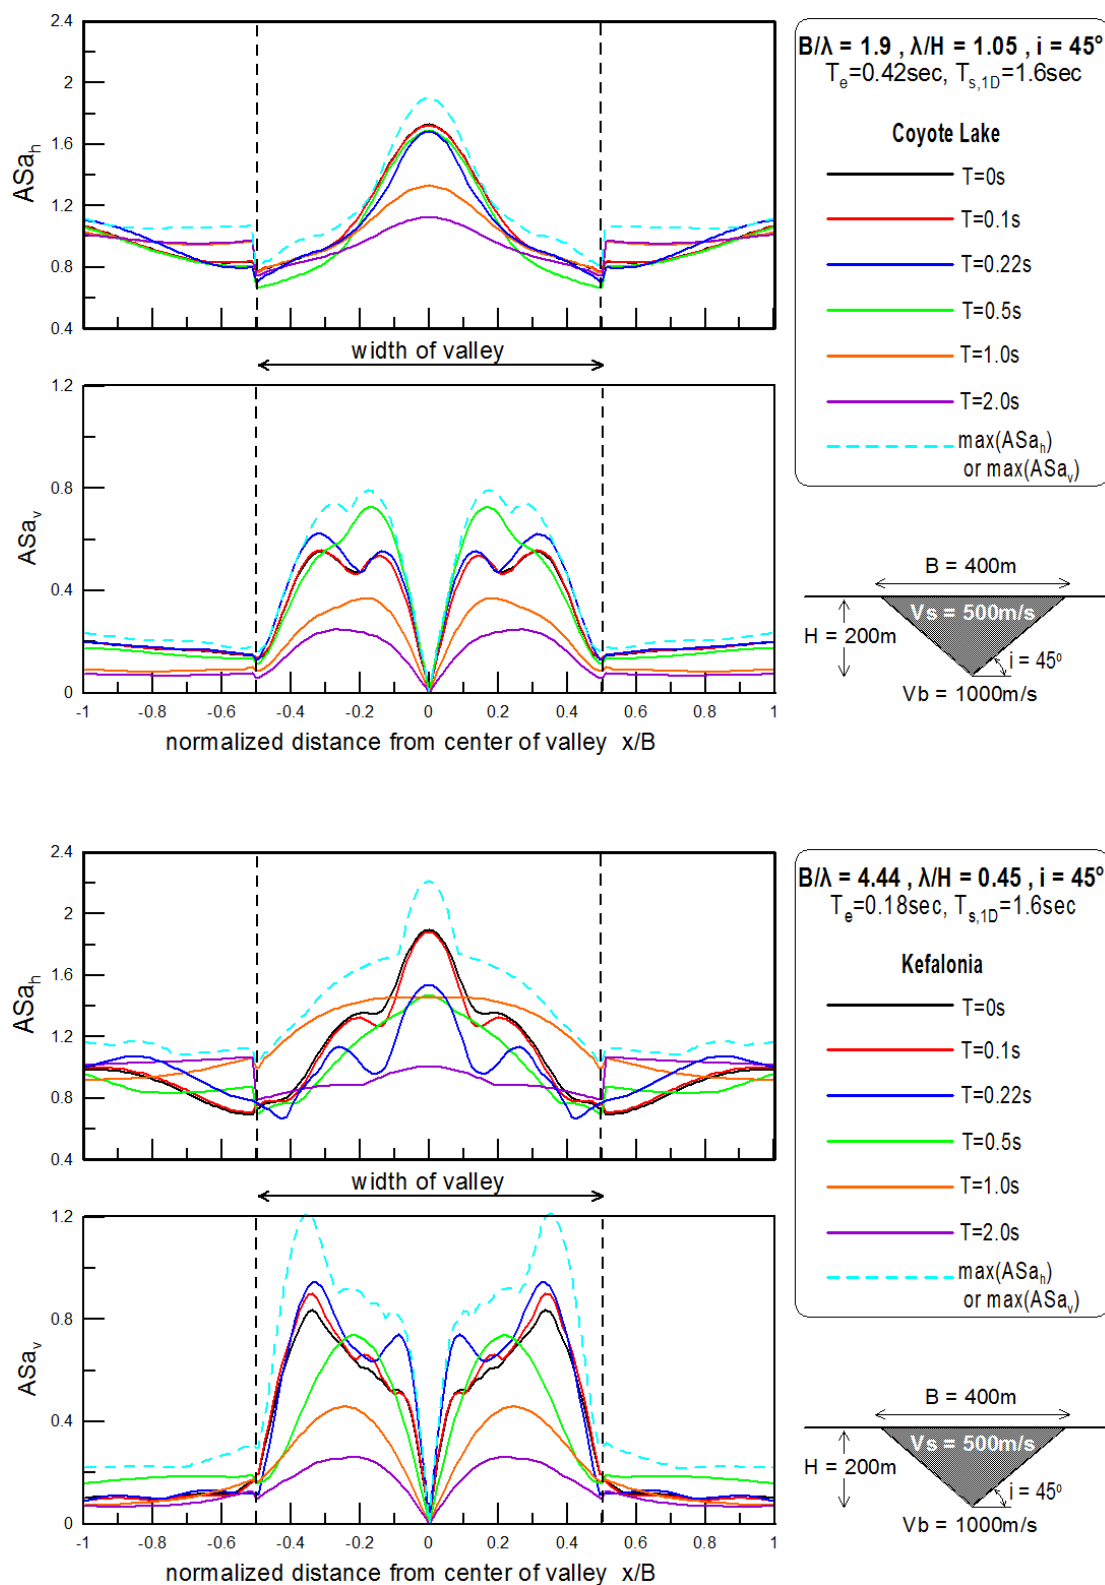 2.4
2
1.6
1.2
0.8
0.4
ASa_h
width of valley
1.2
0.8
0.4
0
ASa_v
-1 -0.8 -0.6 -0.4 -0.2 0 0.2 0.4 0.6 0.8 1
normalized distance from center of valley x/B
B/λ = 1.9 , λ/H = 1.05 , i = 45º
T_e=0.42sec, T_s,1D=1.6sec
Coyote Lake
T=0s
T=0.1s
T=0.22s
T=0.5s
T=1.0s
T=2.0s
max(ASa_h)
or max(ASa_v)
B = 400m
Vs = 500m/s
H = 200m
i = 45º
Vb = 1000m/s
2.4
2
1.6
1.2
0.8
0.4
ASa_h
width of valley
1.2
0.8
0.4
0
ASa_v
-1 -0.8 -0.6 -0.4 -0.2 0 0.2 0.4 0.6 0.8 1
normalized distance from center of valley x/B
B/λ = 4.44 , λ/H = 0.45 , i = 45º
T_e=0.18sec, T_s,1D=1.6sec
Kefalonia
T=0s
T=0.1s
T=0.22s
T=0.5s
T=1.0s
T=2.0s
max(ASa_h)
or max(ASa_v)
B = 400m
Vs = 500m/s
H = 200m
i = 45º
Vb = 1000m/s